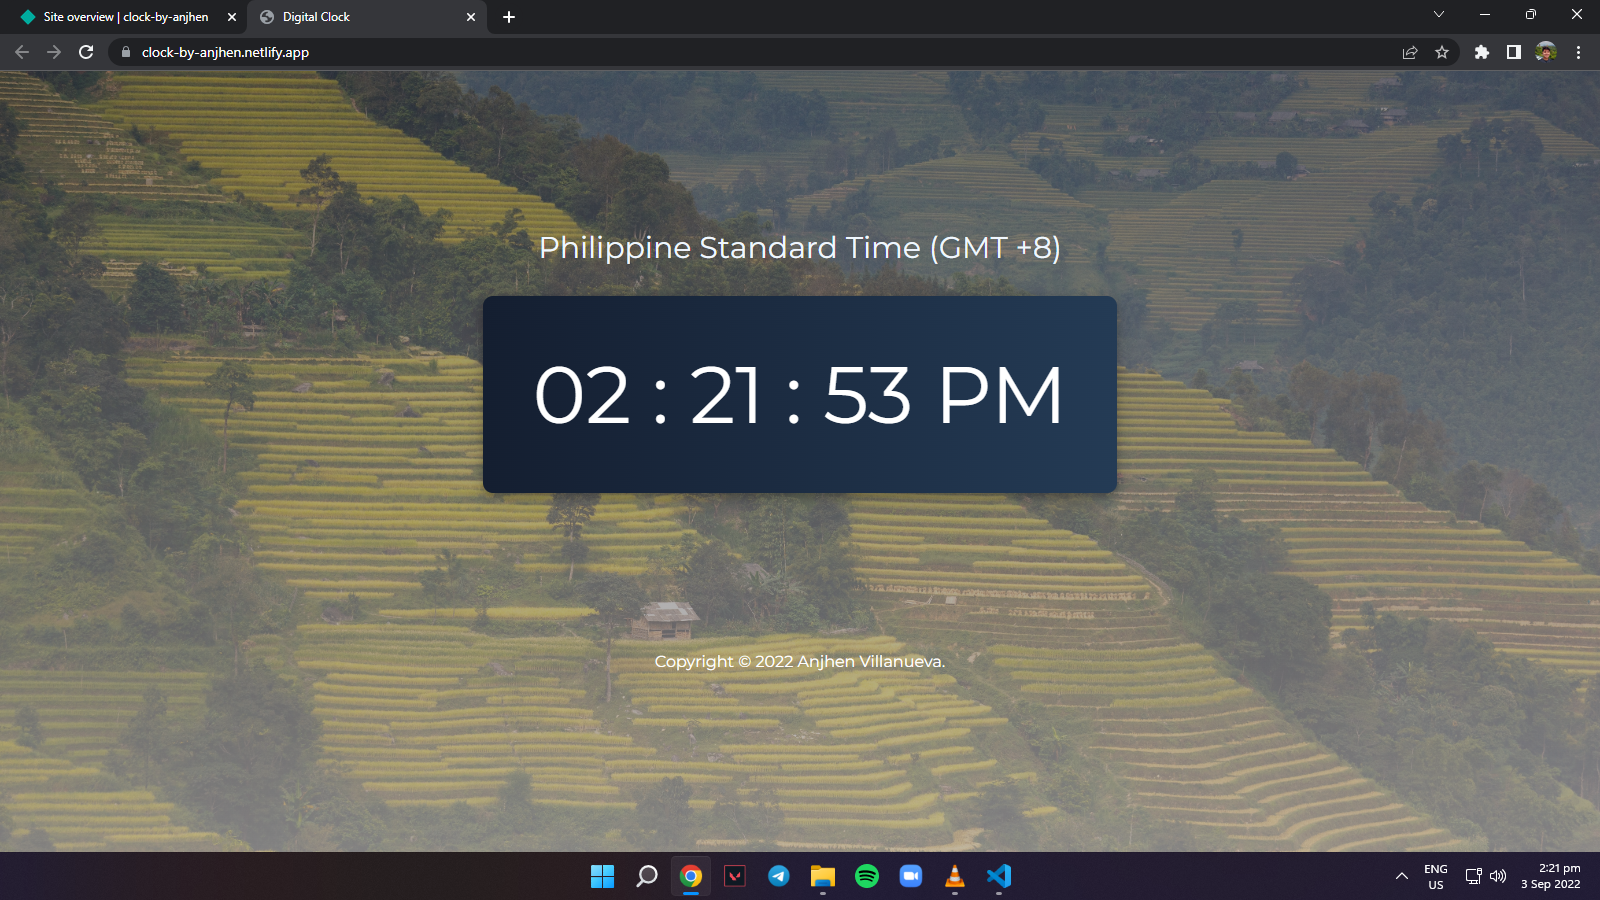 Site overview | clock-by-anjhen
Digital Clock
clock-by-anjhen.netlify.app
Philippine Standard Time (GMT +8)
02 : 21 : 53 PM
Copyright © 2022 Anjhen Villanueva.
ENG
US
2:21 pm
3 Sep 2022